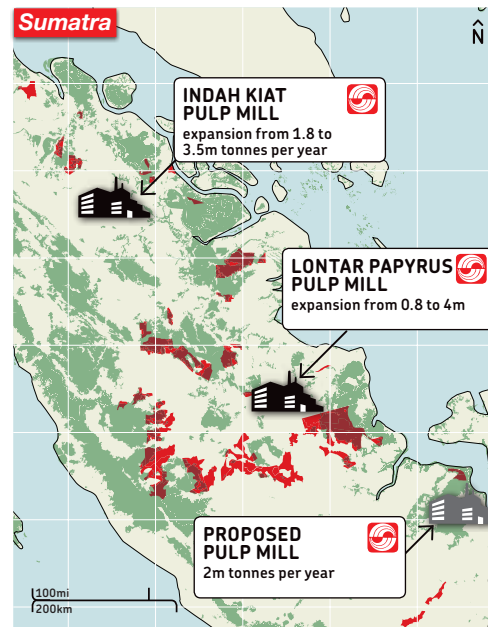 Sumatra
N
INDAH KIAT
PULP MILL
expansion from 1.8 to
3.5m tonnes per year
LONTAR PAPYRUS
PULP MILL
expansion from 0.8 to 4m
PROPOSED
PULP MILL
2m tonnes per year
100mi
200km